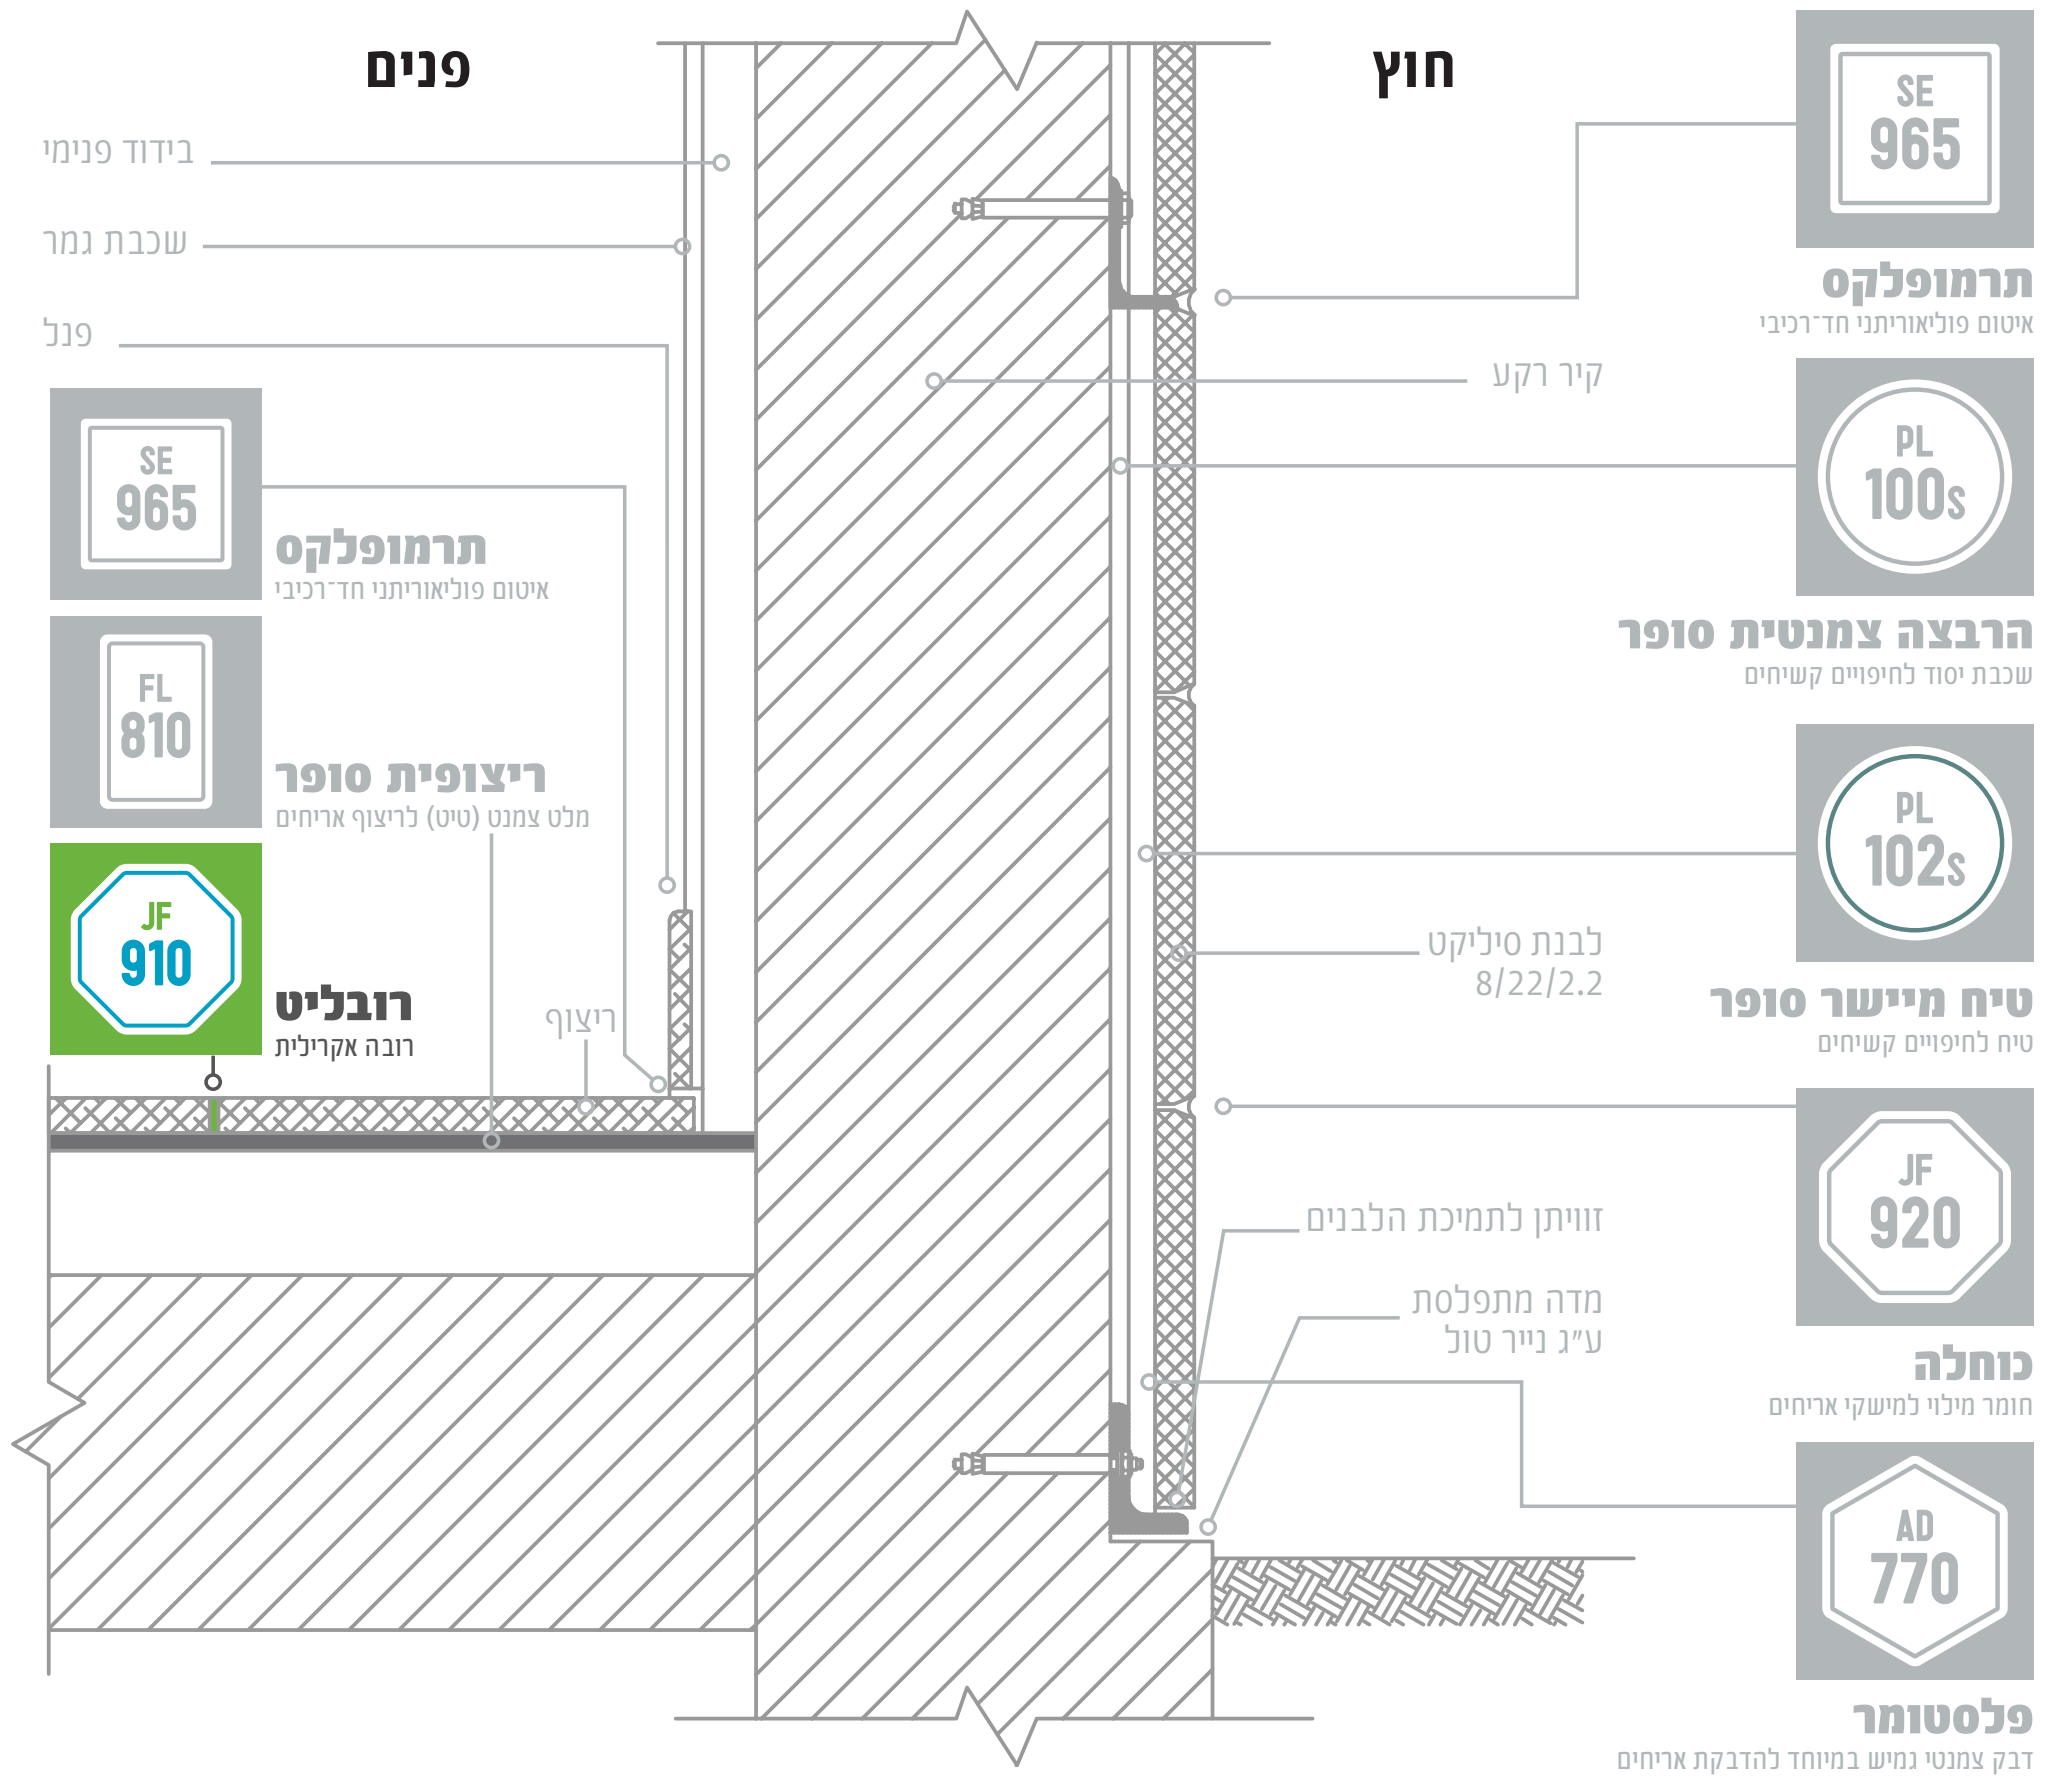 חוץ
פנים
SE
965
תרמופלקס
איטום פוליאוריתני חד־רכיבי
קיר רקע
PL
100s
הרבצה צמנטית סופר
שכבת יסוד לחיפויים קשיחים
PL
102s
טיח מיישר סופר
טיח לחיפויים קשיחים
לבנת סיליקט
8/22/2.2
JF
920
כוחלה
חומר מילוי למישקי אריחים
זוויתן לתמיכת הלבנים
מדה מתפלסת
ע״ג נייר טול
AD
770
פלסטומר
דבק צמנטי גמיש במיוחד להדבקת אריחים
בידוד פנימי
שכבת גמר
פנל
SE
965
תרמופלקס
איטום פוליאוריתני חד־רכיבי
FL
810
ריצופית סופר
מלט צמנט (טיט) לריצוף אריחים
JF
910
רובליט
רובה אקרילית
ריצוף